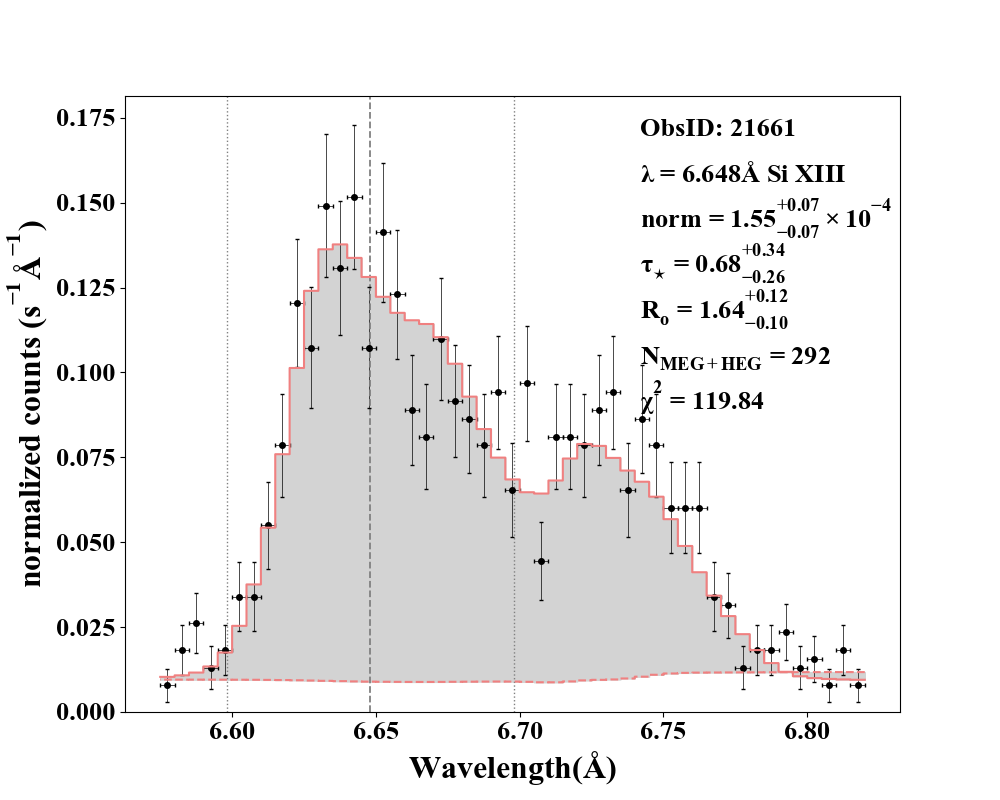 ObsID: 21661
λ = 6.648Å Si XIII
norm = 1.55+0.07−0.07 × 10−4
τ⋆ = 0.68+0.34−0.26
Ro = 1.64+0.12−0.10
NMEG+HEG = 292
χ2 = 119.84
normalized counts (s−1 Å−1)
0.175
0.150
0.125
0.100
0.075
0.050
0.025
0.000
6.60 6.65 6.70 6.75 6.80
Wavelength(Å)